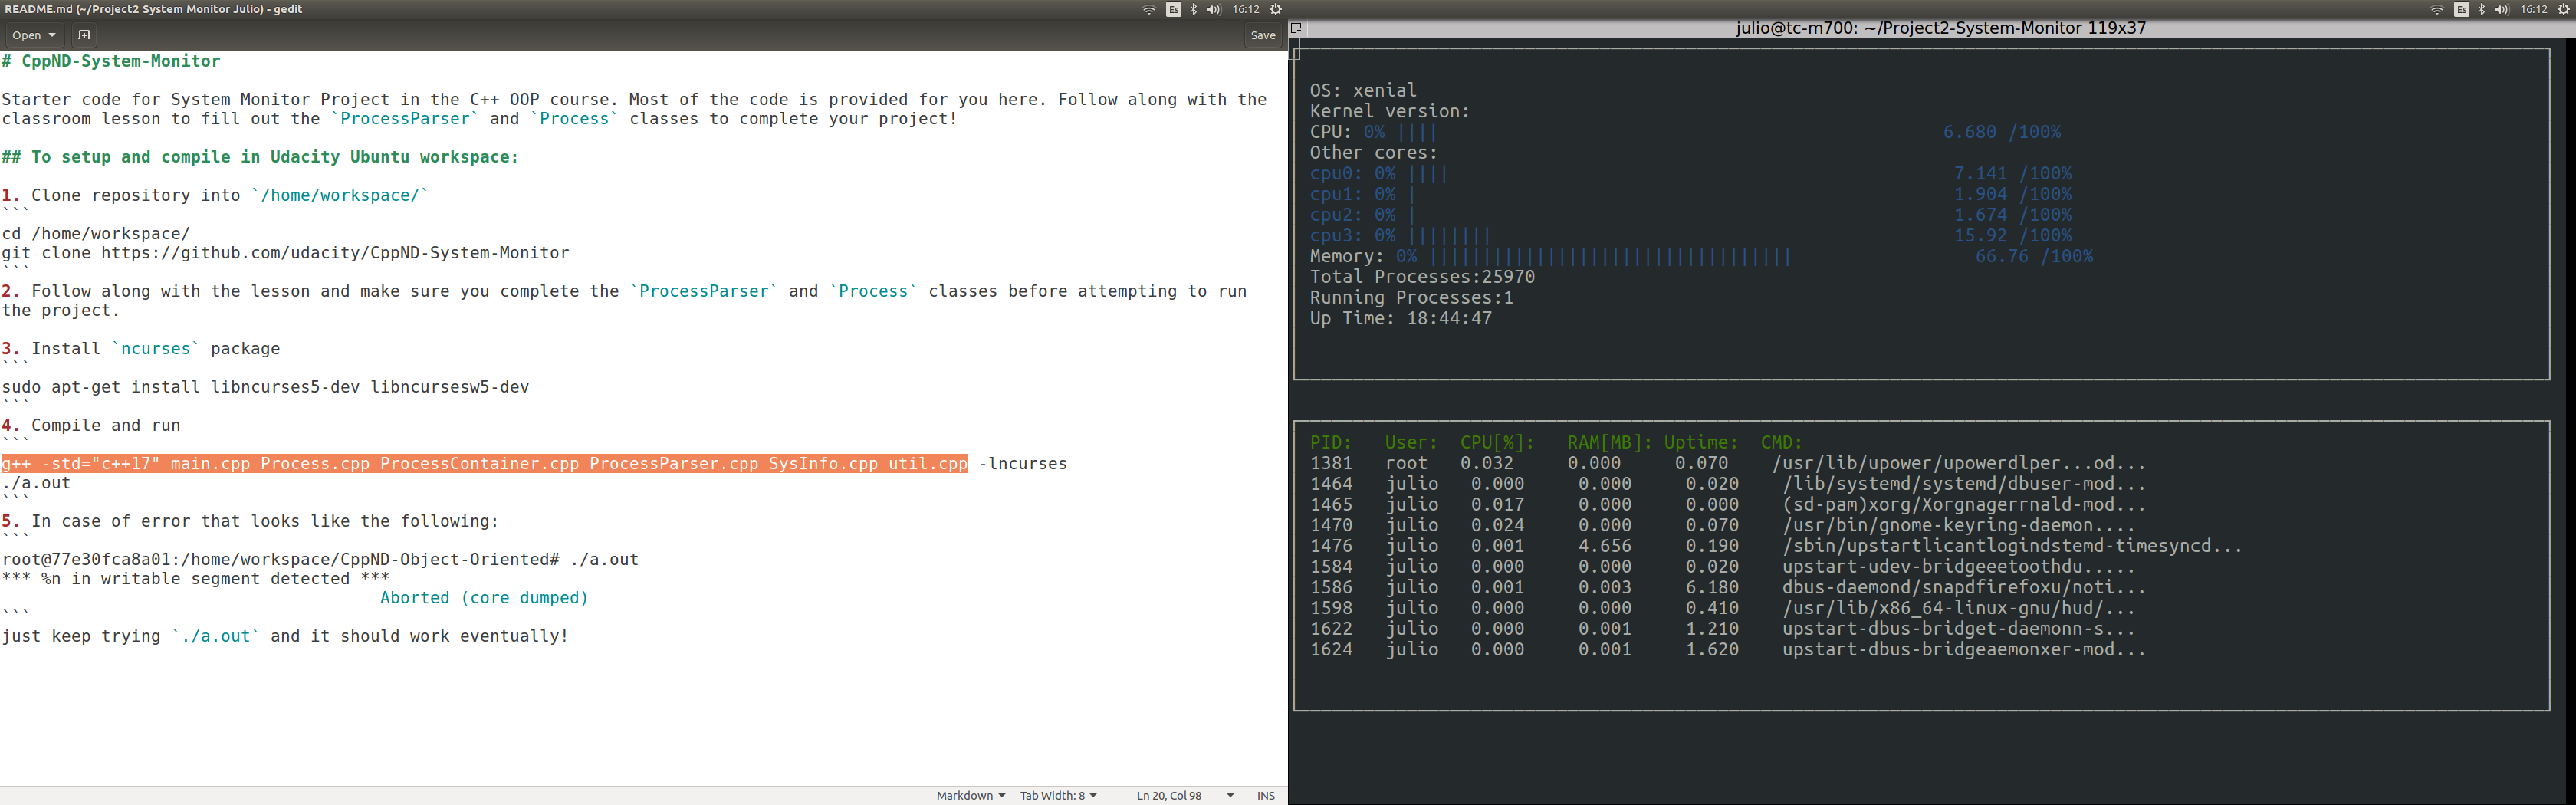 README.md (~/Project2 System Monitor Julio) - gedit
Es 16:12
Open
Save
# CppND-System-Monitor
Starter code for System Monitor Project in the C++ OOP course. Most of the code is provided for you here. Follow along with the
classroom lesson to fill out the `ProcessParser` and `Process` classes to complete your project!
## To setup and compile in Udacity Ubuntu workspace:
1. Clone repository into `/home/workspace/`
```
cd /home/workspace/
git clone https://github.com/udacity/CppND-System-Monitor
```
2. Follow along with the lesson and make sure you complete the `ProcessParser` and `Process` classes before attempting to run
the project.
3. Install `ncurses` package
```
sudo apt-get install libncurses5-dev libncursesw5-dev
```
4. Compile and run
```
g++ -std="c++17" main.cpp Process.cpp ProcessContainer.cpp ProcessParser.cpp SysInfo.cpp util.cpp -lncurses
./a.out
```
5. In case of error that looks like the following:
```
root@77e30fca8a01:/home/workspace/CppND-Object-Oriented# ./a.out
*** %n in writable segment detected ***
Aborted (core dumped)
```
just keep trying `./a.out` and it should work eventually!
Markdown Tab Width: 8 Ln 20, Col 98 INS
Es 16:12
julio@tc-m700: ~/Project2-System-Monitor 119x37
OS: xenial
Kernel version:
CPU: 0% |||| 6.680 /100%
Other cores:
cpu0: 0% |||| 7.141 /100%
cpu1: 0% | 1.904 /100%
cpu2: 0% | 1.674 /100%
cpu3: 0% |||||||| 15.92 /100%
Memory: 0% |||||||||||||||||||||||||||||||||| 66.76 /100%
Total Processes:25970
Running Processes:1
Up Time: 18:44:47
PID: User: CPU[%]: RAM[MB]: Uptime: CMD:
1381 root 0.032 0.000 0.070 /usr/lib/upower/upowerdlper...od...
1464 julio 0.000 0.000 0.020 /lib/systemd/systemd/dbuser-mod...
1465 julio 0.017 0.000 0.000 (sd-pam)xorg/Xorgnagerrnald-mod...
1470 julio 0.024 0.000 0.070 /usr/bin/gnome-keyring-daemon....
1476 julio 0.001 4.656 0.190 /sbin/upstartlicantlogindstemd-timesyncd...
1584 julio 0.000 0.000 0.020 upstart-udev-bridgeeetoothdu.....
1586 julio 0.001 0.003 6.180 dbus-daemond/snapdfirefoxu/noti...
1598 julio 0.000 0.000 0.410 /usr/lib/x86_64-linux-gnu/hud/...
1622 julio 0.000 0.001 1.210 upstart-dbus-bridget-daemonn-s...
1624 julio 0.000 0.001 1.620 upstart-dbus-bridgeaemonxer-mod...